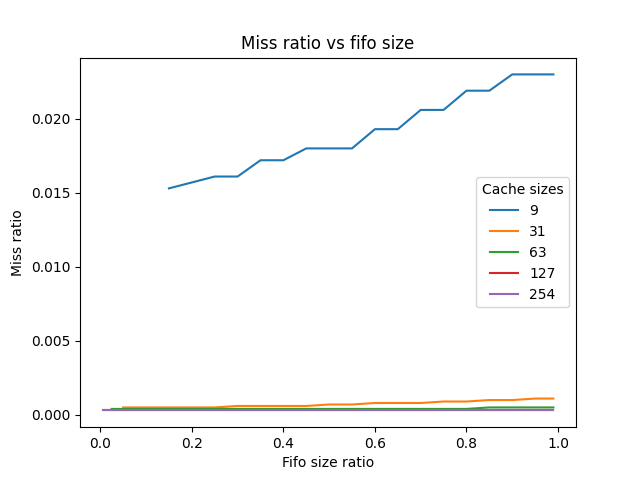 Miss ratio vs fifo size
Miss ratio
0.020
0.015
0.010
0.005
0.000
Cache sizes
9
31
63
127
254
0.0 0.2 0.4 0.6 0.8 1.0
Fifo size ratio